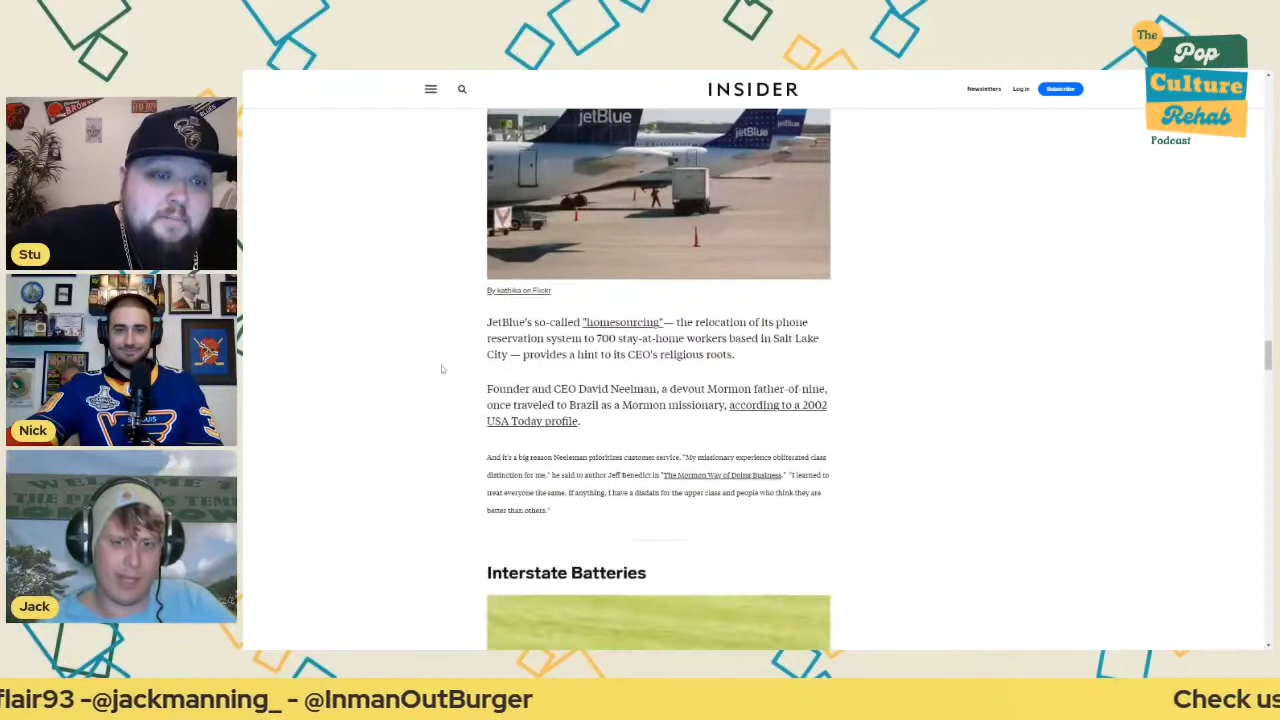 The
Pop
Culture
Rehab
Podcast
INSIDER
Newsletters
Log in
Subscribe
BROWNS
BLUES
jetBlue
jetBlue
jetBlue
Stu
By kathika on Flickr
JetBlue's so-called "homesourcing"— the relocation of its phone
reservation system to 700 stay-at-home workers based in Salt Lake
City — provides a hint to its CEO's religious roots.
Founder and CEO David Neelman, a devout Mormon father-of-nine,
once traveled to Brazil as a Mormon missionary, according to a 2002
USA Today profile.
Nick
And it's a big reason Neeleman prioritizes customer service. "My missionary experience obliterated class
distinction for me," he said to author Jeff Benedict in "The Mormon Way of Doing Business." "I learned to
treat everyone the same. If anything, I have a disdain for the upper class and people who think they are
better than others."
Interstate Batteries
Jack
flair93 -@jackmanning_ - @InmanOutBurger
Check us